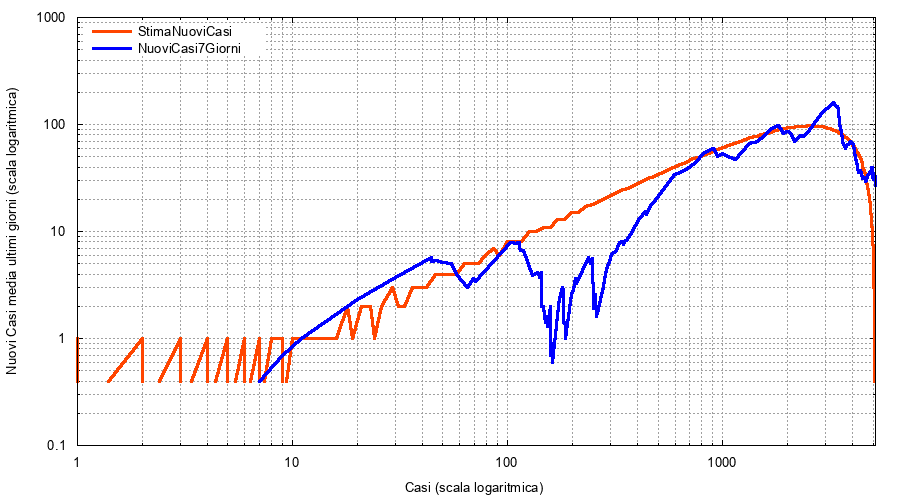 1000
100
10
1
0.1
StimaNuoviCasi
NuoviCasi7Giorni
Nuovi Casi media ultimi giorni (scala logaritmica)
1
10
100
1000
Casi (scala logaritmica)